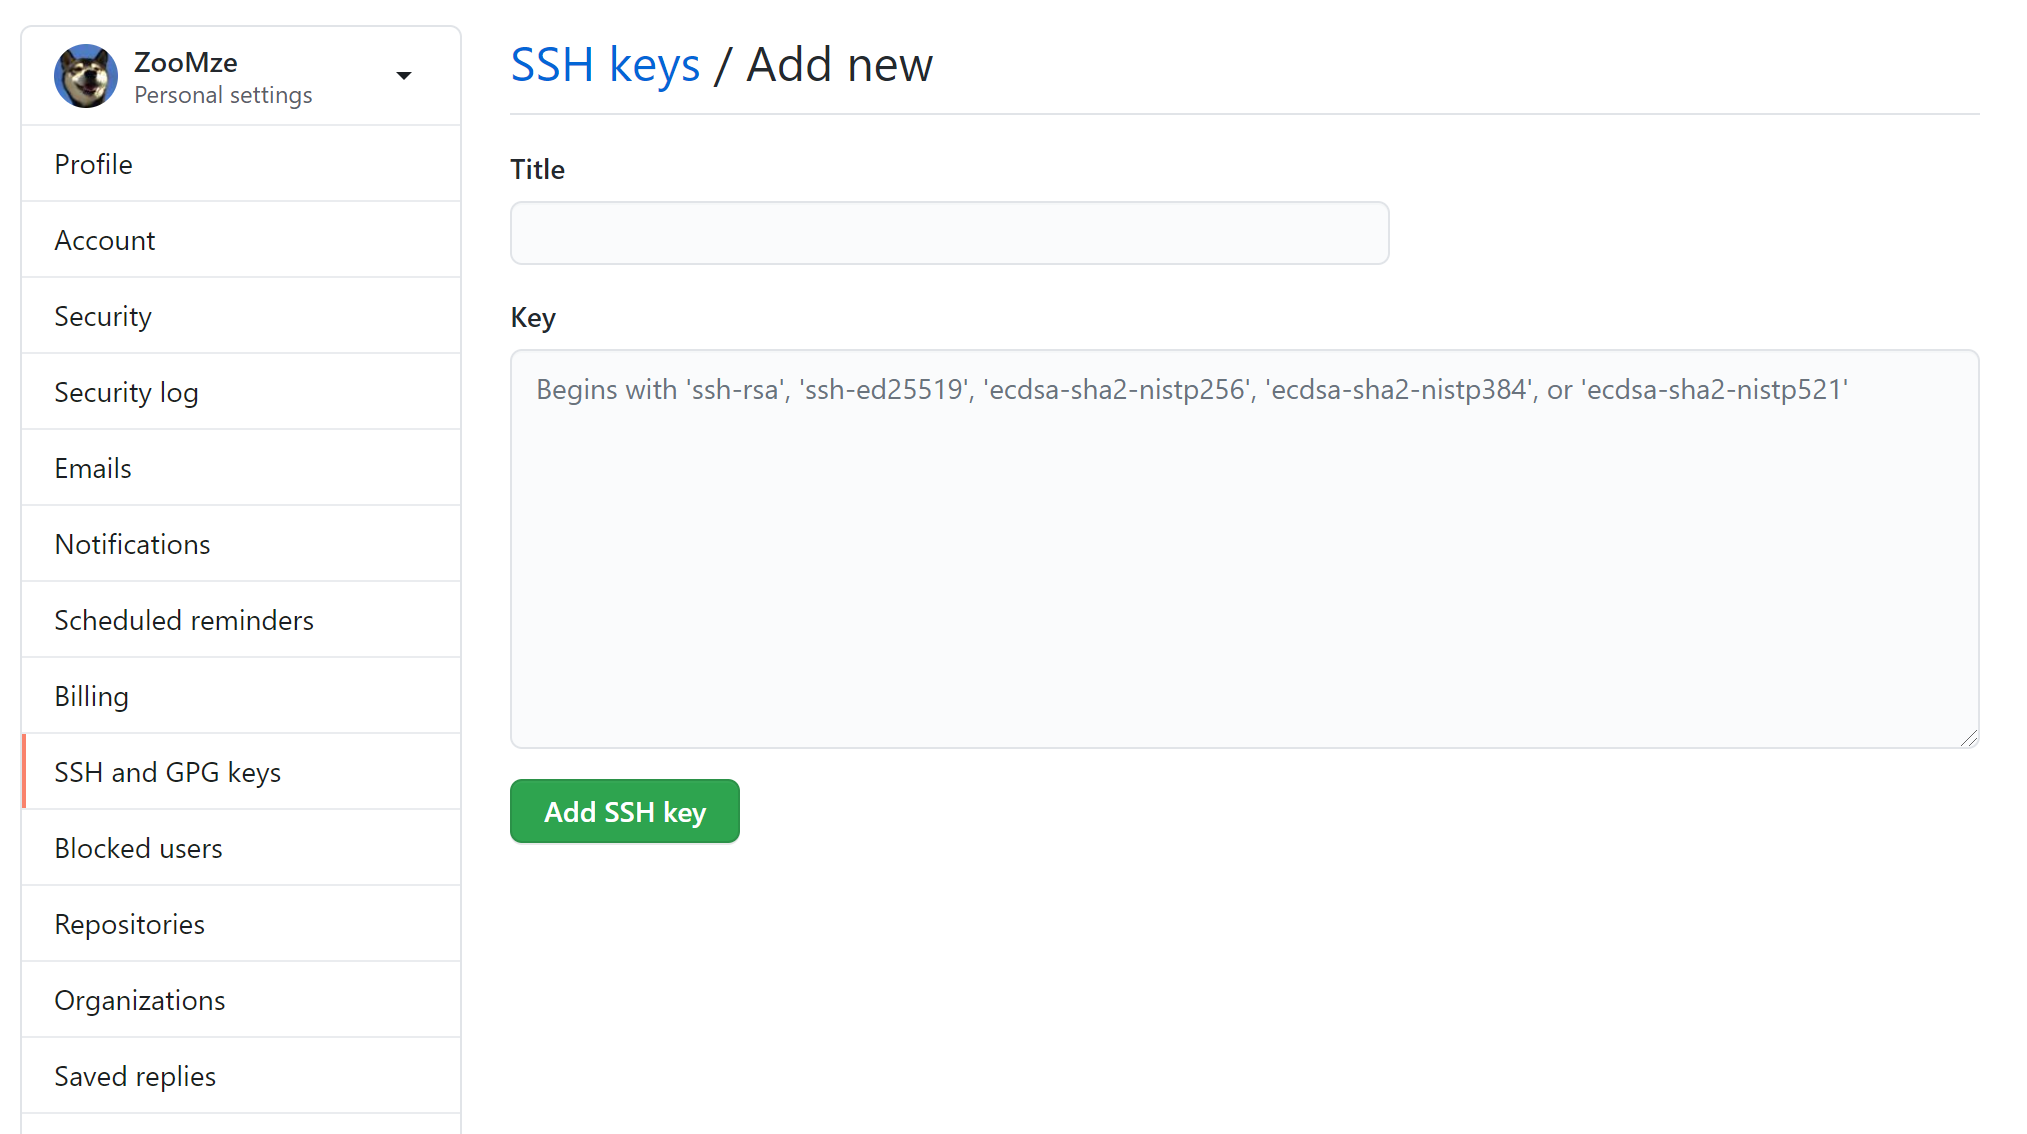 ZooMze
Personal settings
Profile
Account
Security
Security log
Emails
Notifications
Scheduled reminders
Billing
SSH and GPG keys
Blocked users
Repositories
Organizations
Saved replies
SSH keys / Add new
Title
Key
Begins with 'ssh-rsa', 'ssh-ed25519', 'ecdsa-sha2-nistp256', 'ecdsa-sha2-nistp384', or 'ecdsa-sha2-nistp521'
Add SSH key